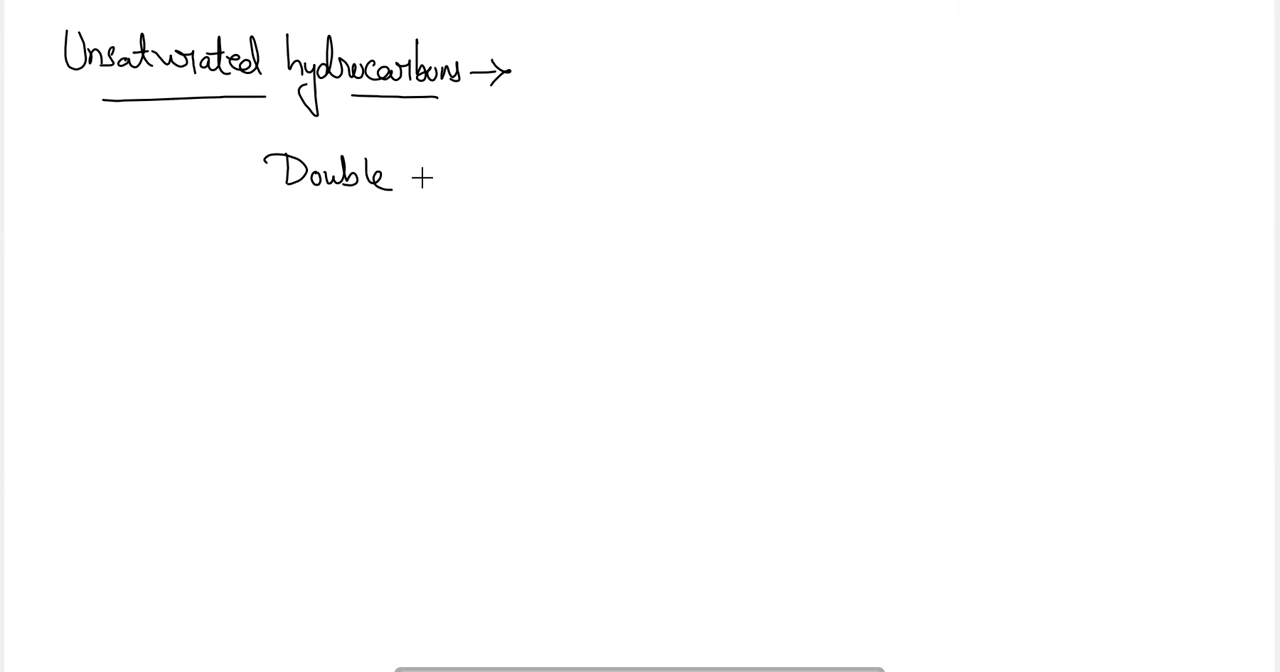 Unsaturated hydrocarbons →
Double +